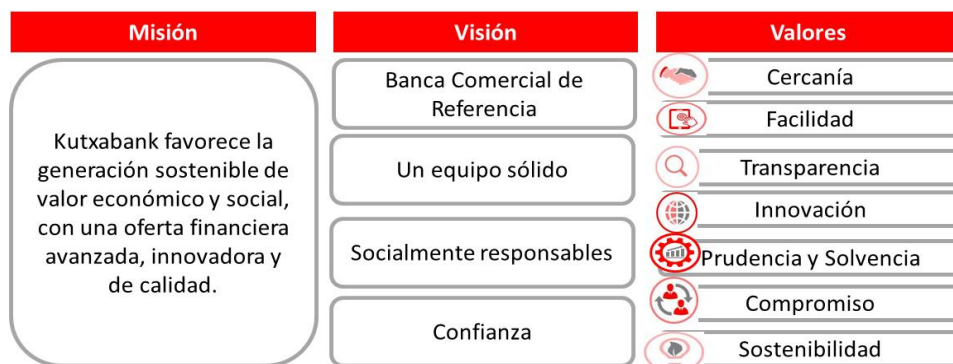 Misión
Kutxabank favorece la
generación sostenible de
valor económico y social,
con una oferta financiera
avanzada, innovadora y
de calidad.
Visión
Banca Comercial de
Referencia
Un equipo sólido
Socialmente responsables
Confianza
Valores
Cercanía
Facilidad
Transparencia
Innovación
Prudencia y Solvencia
Compromiso
Sostenibilidad